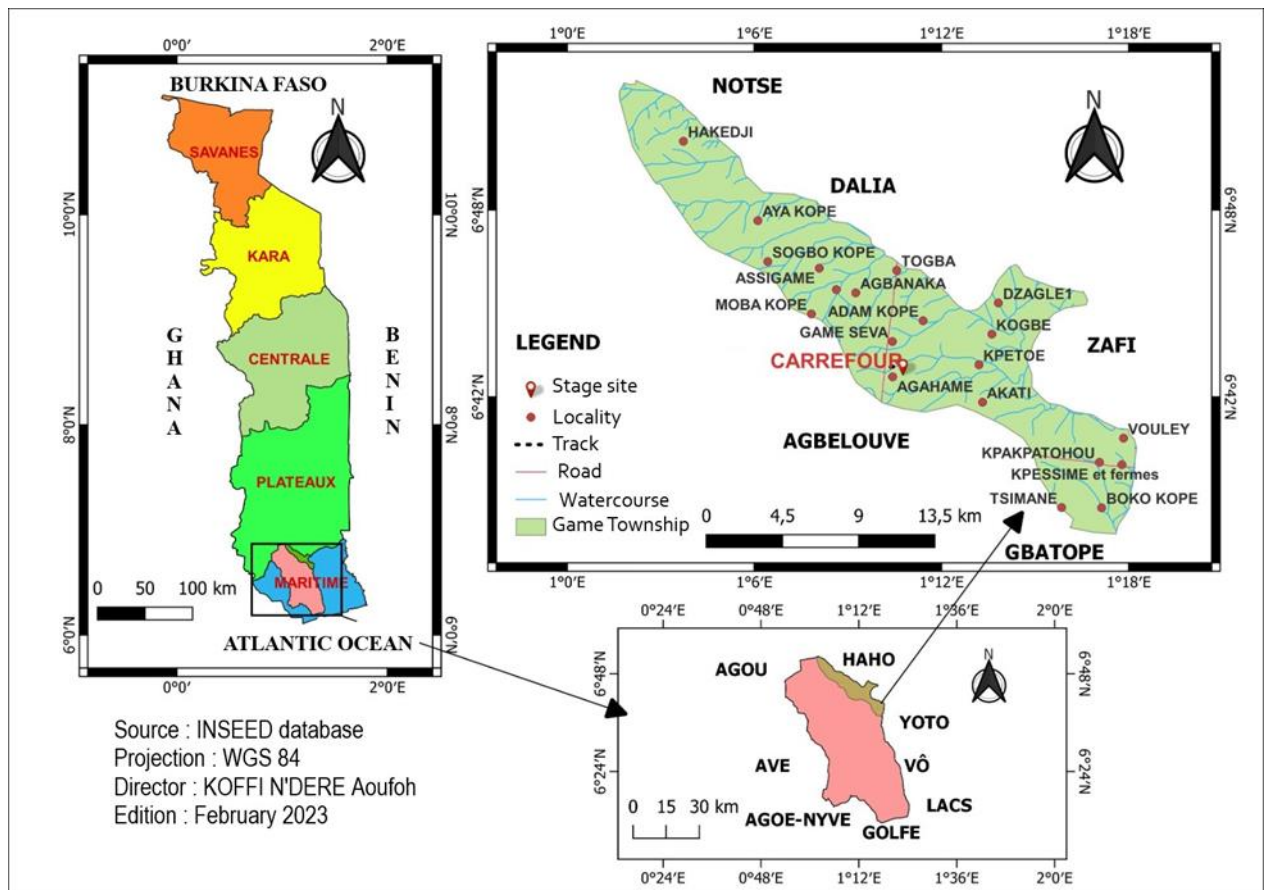 0°0′ 2°0′E
BURKINA FASO
N
SAVANES
10°0′N 10°0′N
KARA
GHANA
BENIN
CENTRALE
8°0′N 8°0′N
PLATEAUX
MARITIME
0 50 100 km
6°0′N 6°0′N
ATLANTIC OCEAN
0°0′ 2°0′E
Source : INSEED database
Projection : WGS 84
Director : KOFFI N'DERE Aoufoh
Edition : February 2023
1°0′E 1°6′E 1°12′E 1°18′E
NOTSE
N
HAKEDJI
DALIA
6°48′N 6°48′N
AYA KOPE
SOGBO KOPE
TOGBA
ASSIGAME
AGBANAKA
DZAGLE1
MOBA KOPE
ADAM KOPE
GAME SEVA
KOGBE
ZAFI
LEGEND
CARREFOUR
KPETOE
Stage site
AGAHAME
6°42′N 6°42′N
Locality
AKATI
Track
AGBELOUVE
VOULEY
KPAKPATOHOU
Road
KPESSIME et fermes
Watercourse
TSIMANE
BOKO KOPE
Game Township
0 4,5 9 13,5 km
GBATOPE
1°0′E 1°6′E 1°12′E 1°18′E
0°24′E 0°48′E 1°12′E 1°36′E 2°0′E
HAHO
N
AGOU
6°48′N 6°48′N
YOTO
AVE
VÔ
6°24′N 6°24′N
0 15 30 km
LACS
AGOE-NYVE
GOLFE
0°24′E 0°48′E 1°12′E 1°36′E 2°0′E